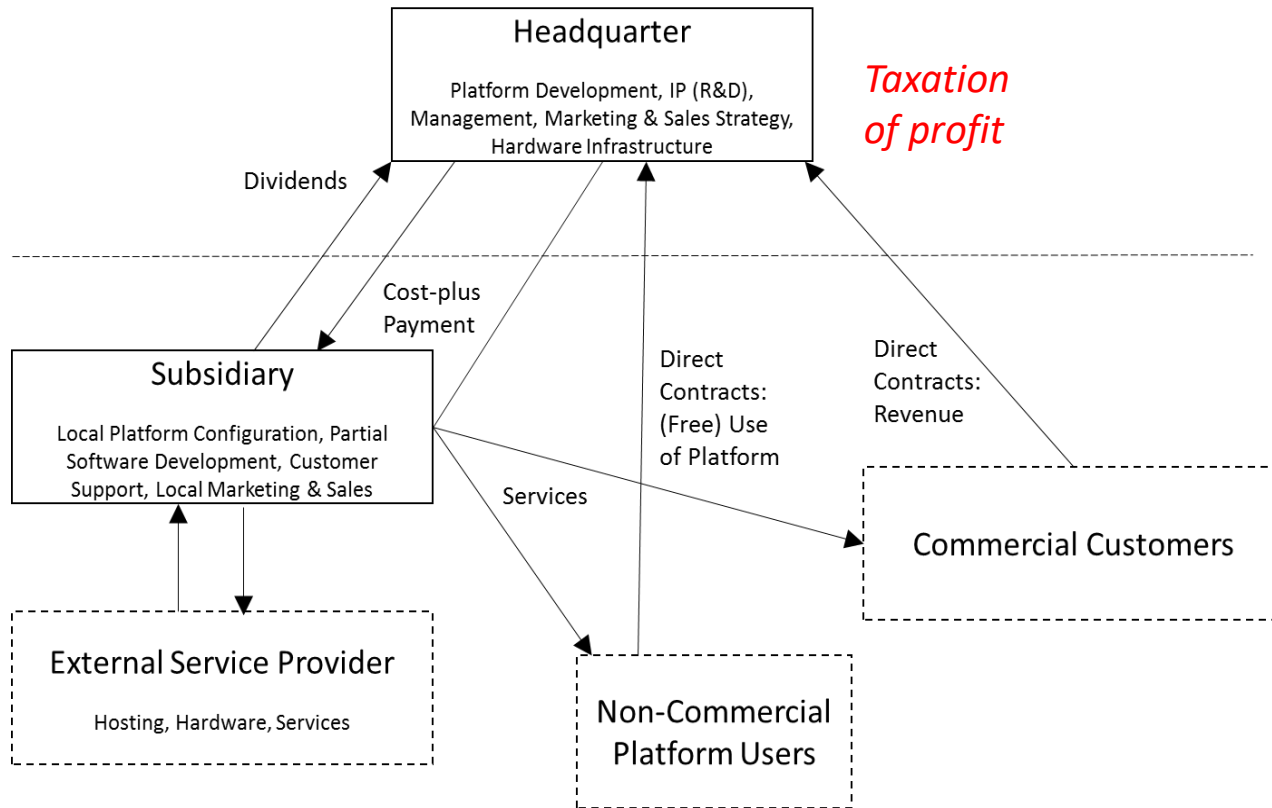 Headquarter
Platform Development, IP (R&D),
Management, Marketing & Sales Strategy,
Hardware Infrastructure
Taxation
of profit
Dividends
Cost-plus
Payment
Subsidiary
Local Platform Configuration, Partial
Software Development, Customer
Support, Local Marketing & Sales
Direct
Contracts:
(Free) Use
of Platform
Direct
Contracts:
Revenue
Services
Commercial Customers
External Service Provider
Hosting, Hardware, Services
Non-Commercial
Platform Users